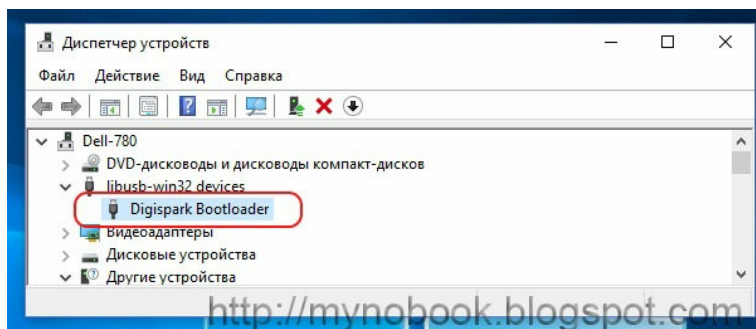 Диспетчер устройств
Файл Действие Вид Справка
Dell-780
DVD-дисководы и дисководы компакт-дисков
libusb-win32 devices
Digispark Bootloader
Видеоадаптеры
Дисковые устройства
Другие устройства
http://mynobook.blogspot.com